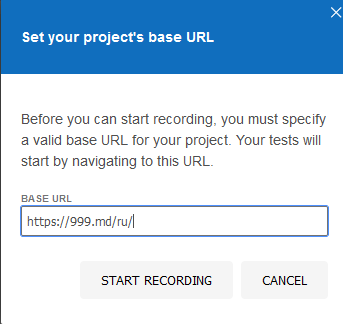 Set your project's base URL
Before you can start recording, you must specify
a valid base URL for your project. Your tests will
start by navigating to this URL.
BASE URL
https://999.md/ru/
START RECORDING
CANCEL